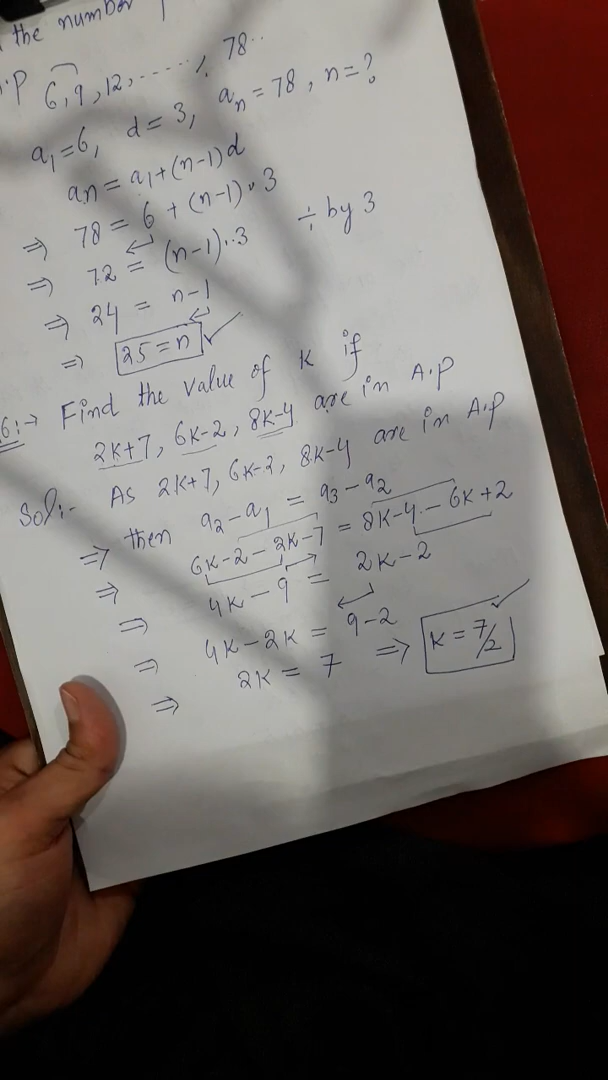 the number
A.P 6, 9, 12, ------, 78..
a₁=6, d=3, aₙ=78, n=?
an = a₁+(n-1)d
⇒ 78 = 6 + (n-1)·3
⇒ 72 = (n-1)·3 ÷ by 3
⇒ 24 = n-1
⇒ 25=n ✓
6:→ Find the value of K if
2K+7, 6K-2, 8K-4 are in A.P
Sol:- As 2K+7, 6K-2, 8K-4 are in A.P
⇒ then a₂-a₁ = a₃-a₂
⇒ 6K-2-2K-7 = 8K-4-6K+2
⇒ 4K-9 = 2K-2
⇒ 4K-2K = 9-2
⇒ 2K = 7 ⇒ K=7/2 ✓